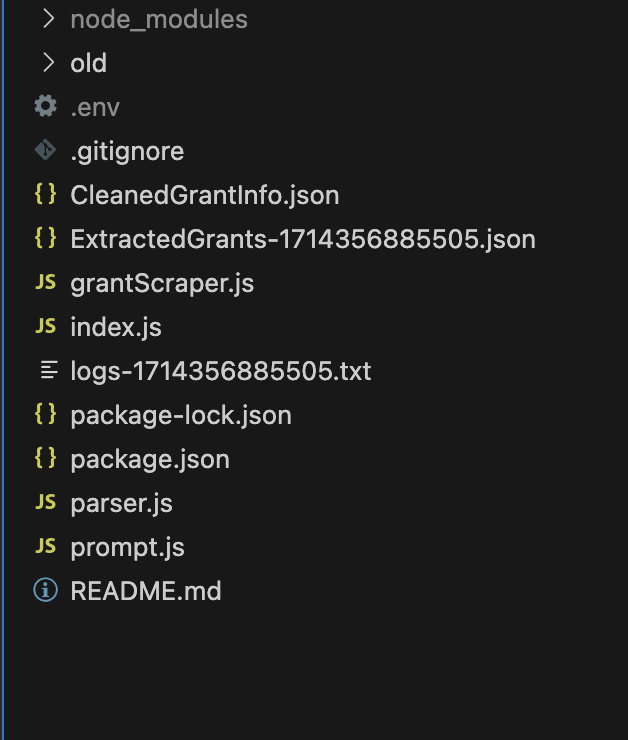 node_modules
old
.env
.gitignore
{} CleanedGrantInfo.json
{} ExtractedGrants-1714356885505.json
JS grantScraper.js
JS index.js
logs-1714356885505.txt
{} package-lock.json
{} package.json
JS parser.js
JS prompt.js
README.md